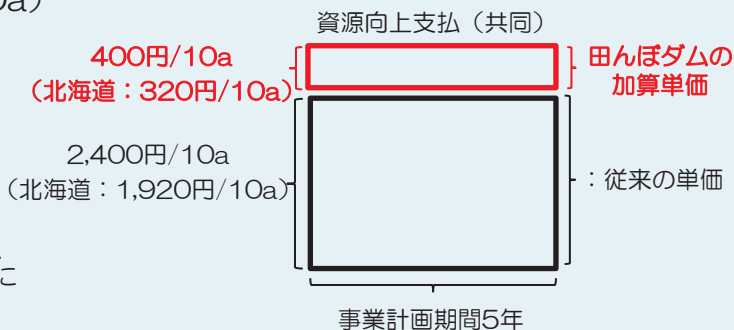 0a）
資源向上支払（共同）
400円/10a
（北海道：320円/10a）
田んぼダムの
加算単価
2,400円/10a
（北海道：1,920円/10a）
：従来の単価
に
事業計画期間5年